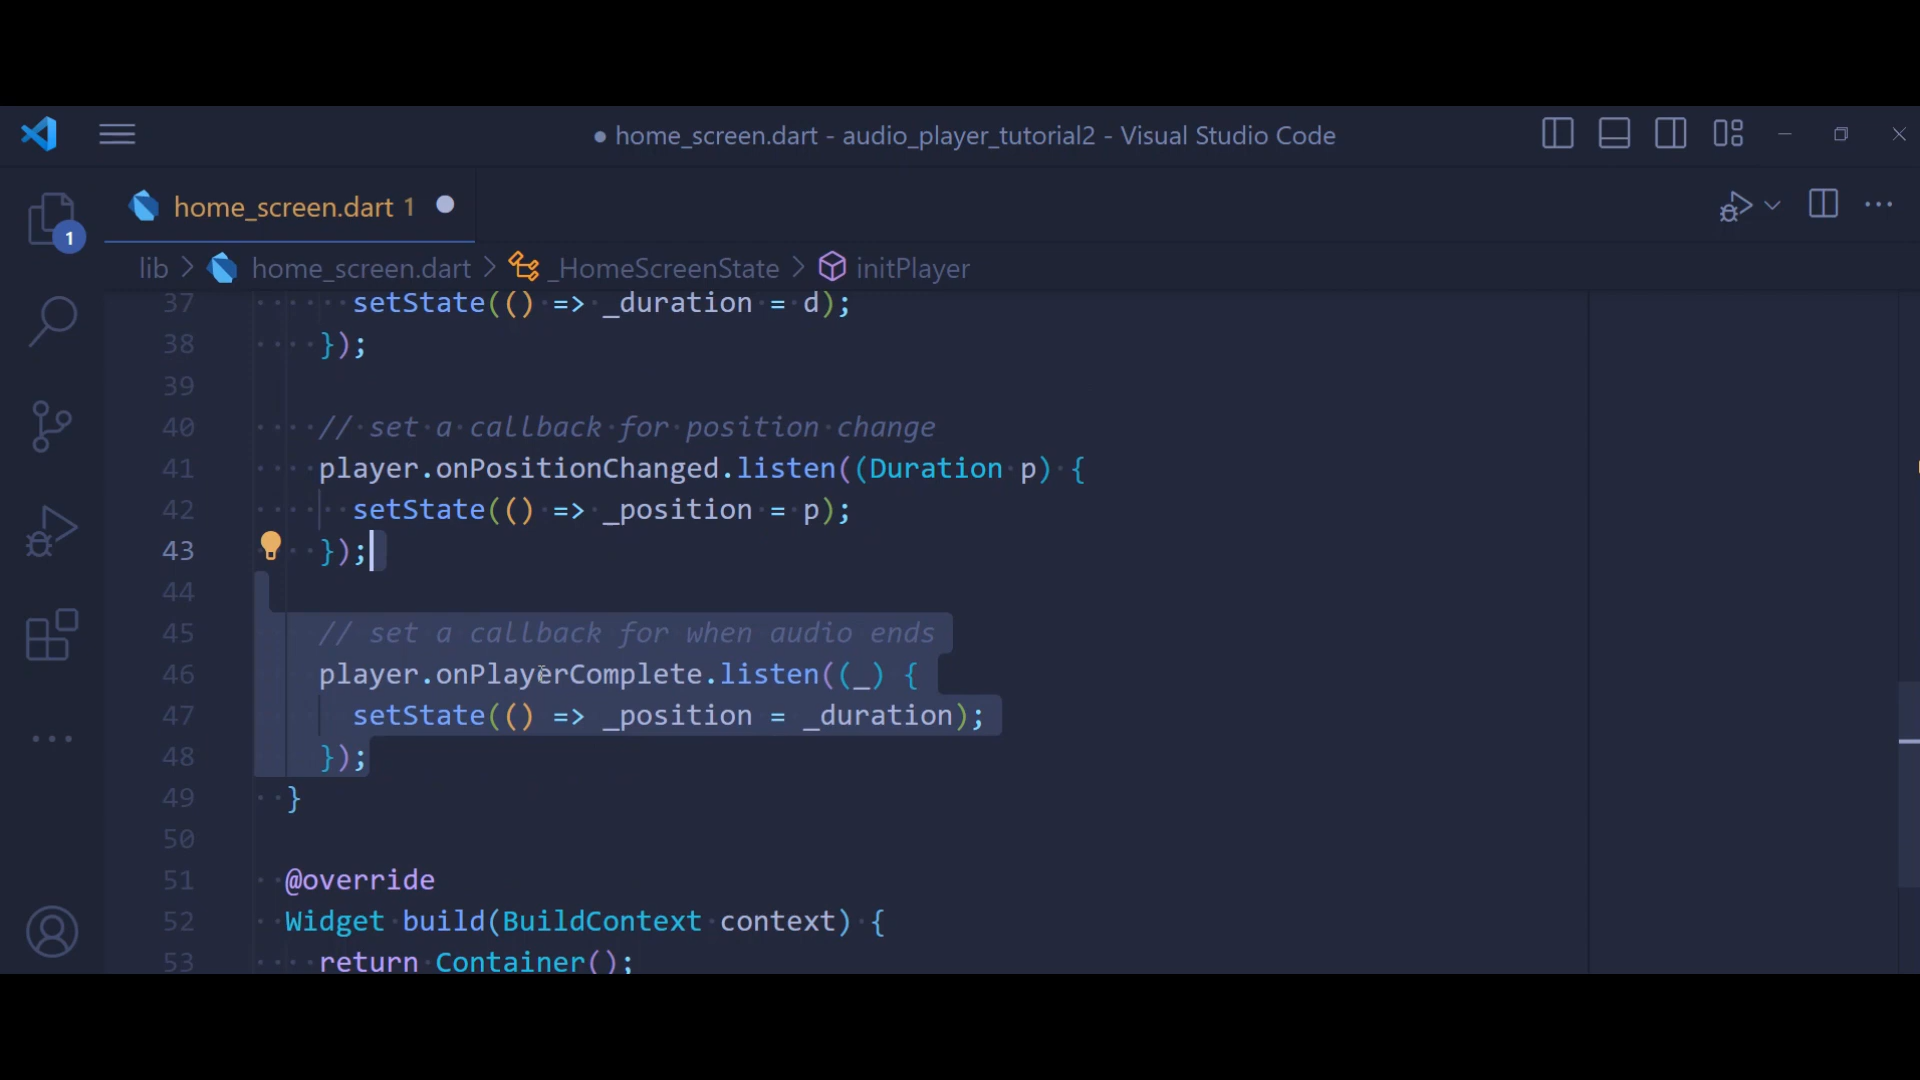 ● home_screen.dart - audio_player_tutorial2 - Visual Studio Code
home_screen.dart 1
1
lib > home_screen.dart > _HomeScreenState > initPlayer
37 setState(() => _duration = d);
38 });
39
40 // set a callback for position change
41 player.onPositionChanged.listen((Duration p) {
42 setState(() => _position = p);
43 });
44
45 // set a callback for when audio ends
46 player.onPlayerComplete.listen((_) {
47 setState(() => _position = _duration);
48 });
49 }
50
51 @override
52 Widget build(BuildContext context) {
53 return Container();